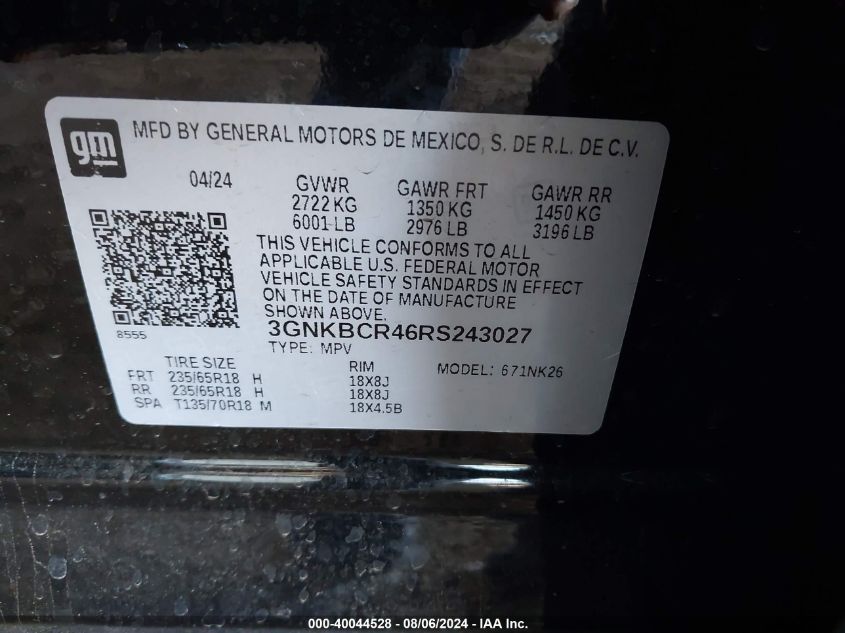 gm
MFD BY GENERAL MOTORS DE MEXICO, S. DE R.L. DE C.V.
04/24 GVWR GAWR FRT GAWR RR
2722 KG 1350 KG 1450 KG
6001 LB 2976 LB 3196 LB
THIS VEHICLE CONFORMS TO ALL
APPLICABLE U.S. FEDERAL MOTOR
VEHICLE SAFETY STANDARDS IN EFFECT
ON THE DATE OF MANUFACTURE
SHOWN ABOVE.
8555
3GNKBCR46RS243027
TYPE: MPV
TIRE SIZE RIM MODEL: 671NK26
FRT 235/65R18 H 18X8J
RR 235/65R18 H 18X8J
SPA T135/70R18 M 18X4.5B
000-40044528 - 08/06/2024 - IAA Inc.